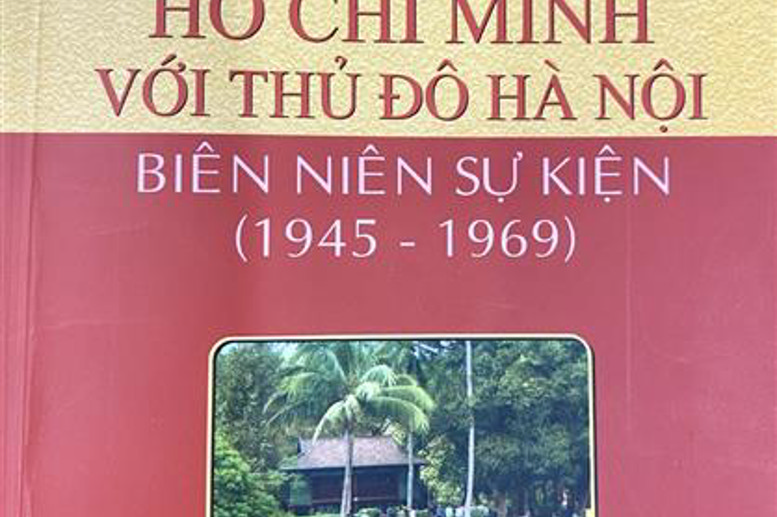 HỒ CHÍ MINH
VỚI THỦ ĐÔ HÀ NỘI
BIÊN NIÊN SỰ KIỆN
(1945 - 1969)